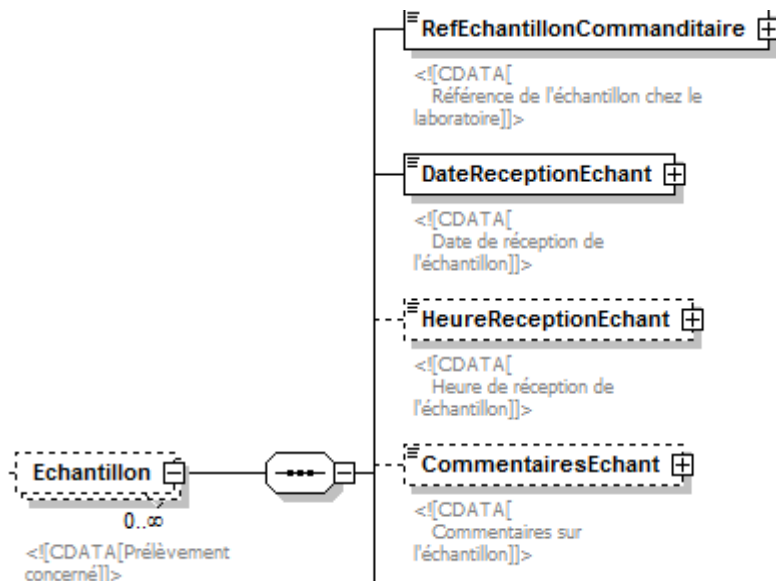 RefEchantillonCommanditaire
<![CDATA[
Référence de l'échantillon chez le
laboratoire]]>
DateReceptionEchant
<![CDATA[
Date de réception de
l'échantillon]]>
HeureReceptionEchant
<![CDATA[
Heure de réception de
l'échantillon]]>
Echantillon
0..∞
<![CDATA[Prélèvement
concerné]]>
CommentairesEchant
<![CDATA[
Commentaires sur
l'échantillon]]>